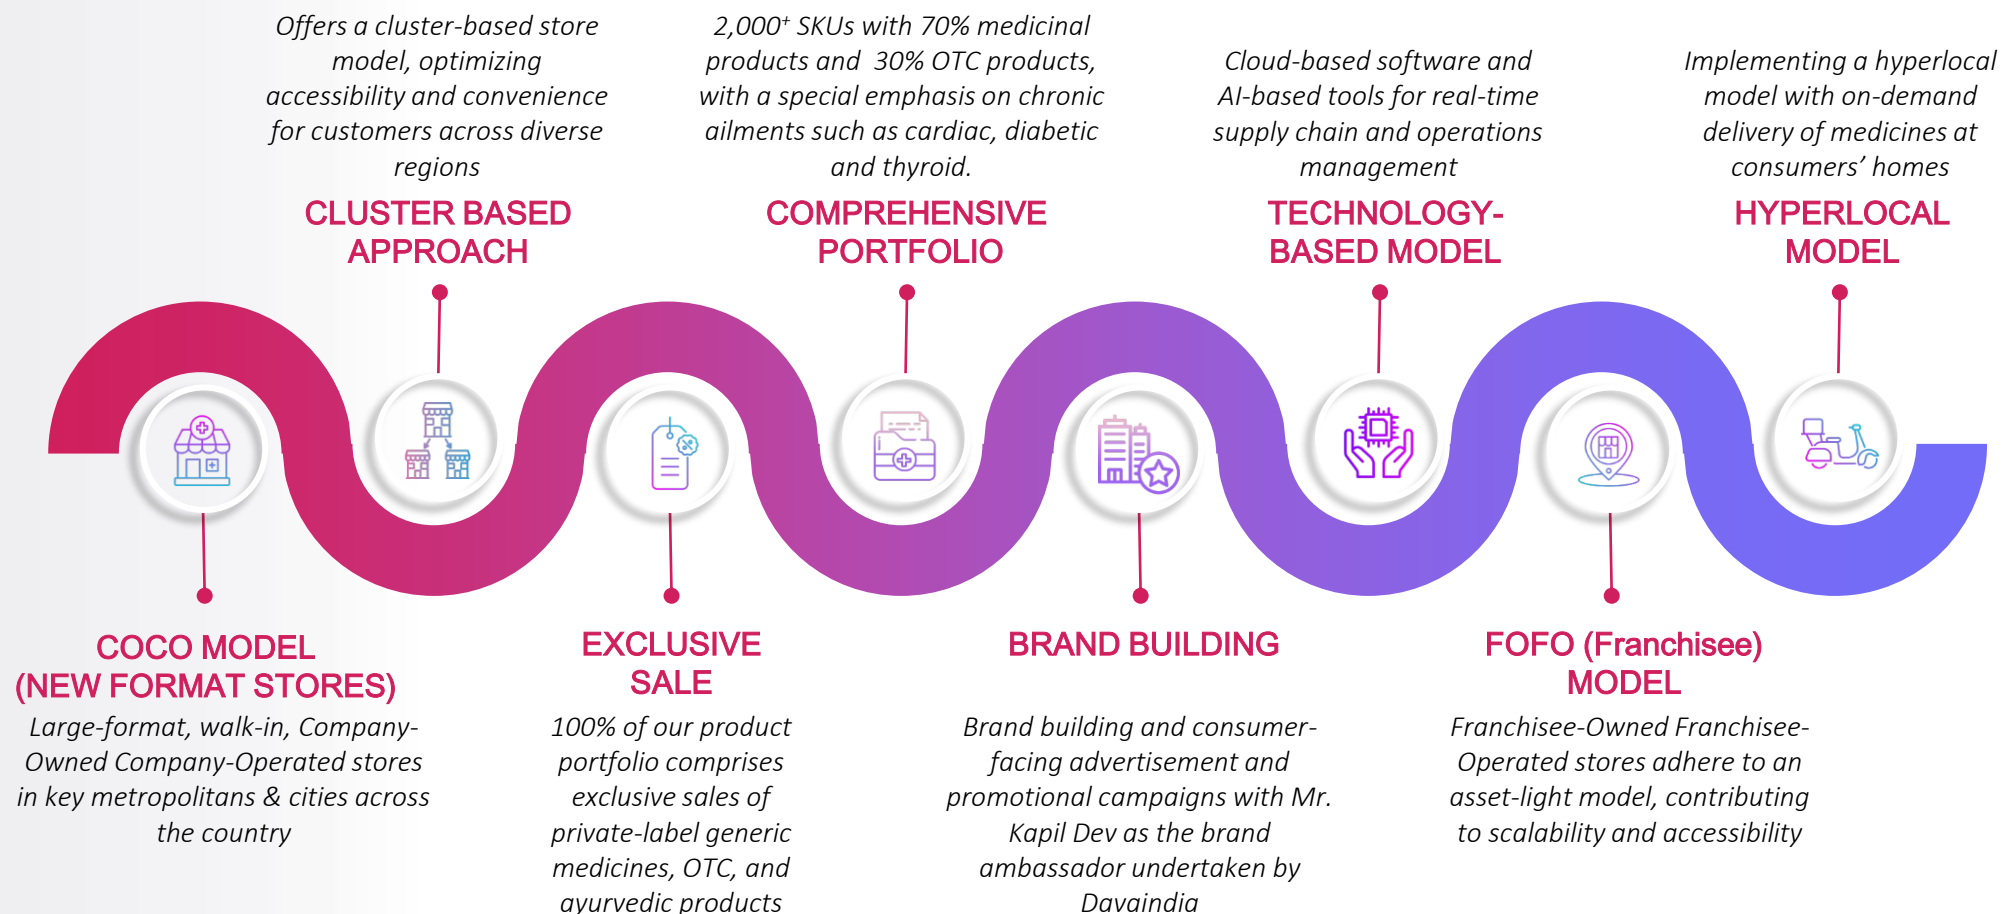 Offers a cluster-based store
model, optimizing
accessibility and convenience
for customers across diverse
regions
CLUSTER BASED
APPROACH
2,000+ SKUs with 70% medicinal
products and 30% OTC products,
with a special emphasis on chronic
ailments such as cardiac, diabetic
and thyroid.
COMPREHENSIVE
PORTFOLIO
Cloud-based software and
AI-based tools for real-time
supply chain and operations
management
TECHNOLOGY-
BASED MODEL
Implementing a hyperlocal
model with on-demand
delivery of medicines at
consumers’ homes
HYPERLOCAL
MODEL
COCO MODEL
(NEW FORMAT STORES)
Large-format, walk-in, Company-
Owned Company-Operated stores
in key metropolitans & cities across
the country
EXCLUSIVE
SALE
100% of our product
portfolio comprises
exclusive sales of
private-label generic
medicines, OTC, and
ayurvedic products
BRAND BUILDING
Brand building and consumer-
facing advertisement and
promotional campaigns with Mr.
Kapil Dev as the brand
ambassador undertaken by
Davaindia
FOFO (Franchisee)
MODEL
Franchisee-Owned Franchisee-
Operated stores adhere to an
asset-light model, contributing
to scalability and accessibility